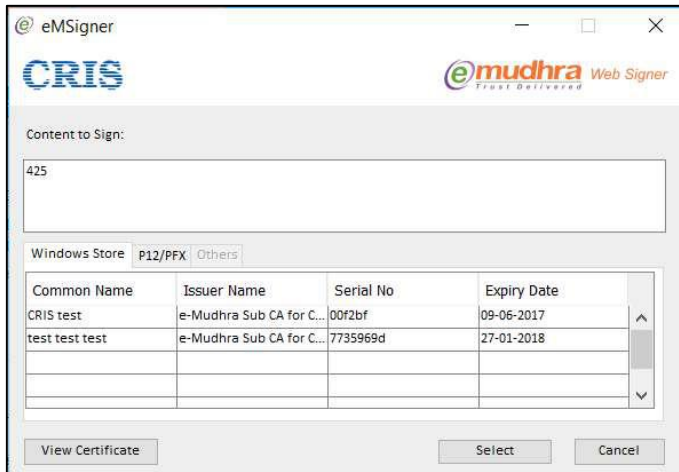 eMSigner
CRIS
emudhra Web Signer
Trust Delivered
Content to Sign:
425
Windows Store P12/PFX Others
Common Name Issuer Name Serial No Expiry Date
CRIS test e-Mudhra Sub CA for C... 00f2bf 09-06-2017
test test test e-Mudhra Sub CA for C... 7735969d 27-01-2018
View Certificate Select Cancel